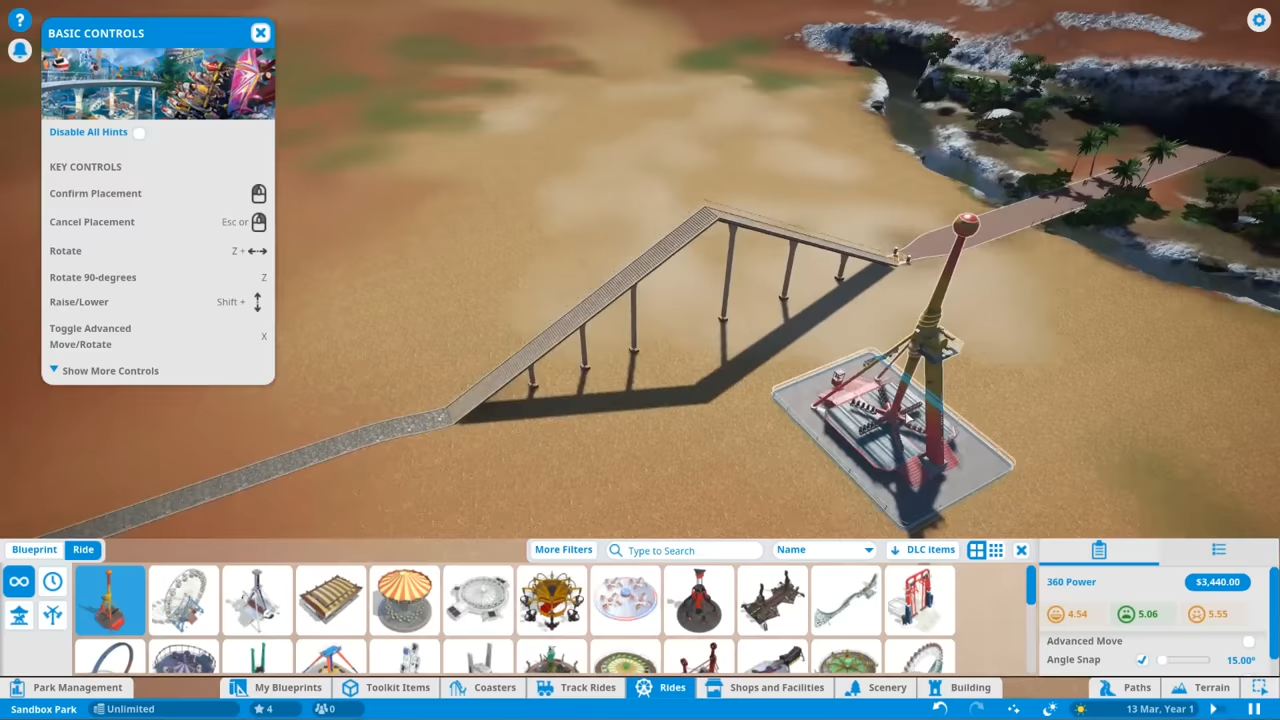 ?
BASIC CONTROLS
Disable All Hints
KEY CONTROLS
Confirm Placement
Cancel Placement Esc or
Rotate Z +
Rotate 90-degrees Z
Raise/Lower Shift +
Toggle Advanced
Move/Rotate X
Show More Controls
Blueprint Ride More Filters Type to Search Name DLC items
360 Power $3,440.00
4.54 5.06 5.55
Advanced Move
Angle Snap 15.00°
Park Management My Blueprints Toolkit Items Coasters Track Rides Rides Shops and Facilities Scenery Building Paths Terrain
Sandbox Park Unlimited 4 0 13 Mar, Year 1